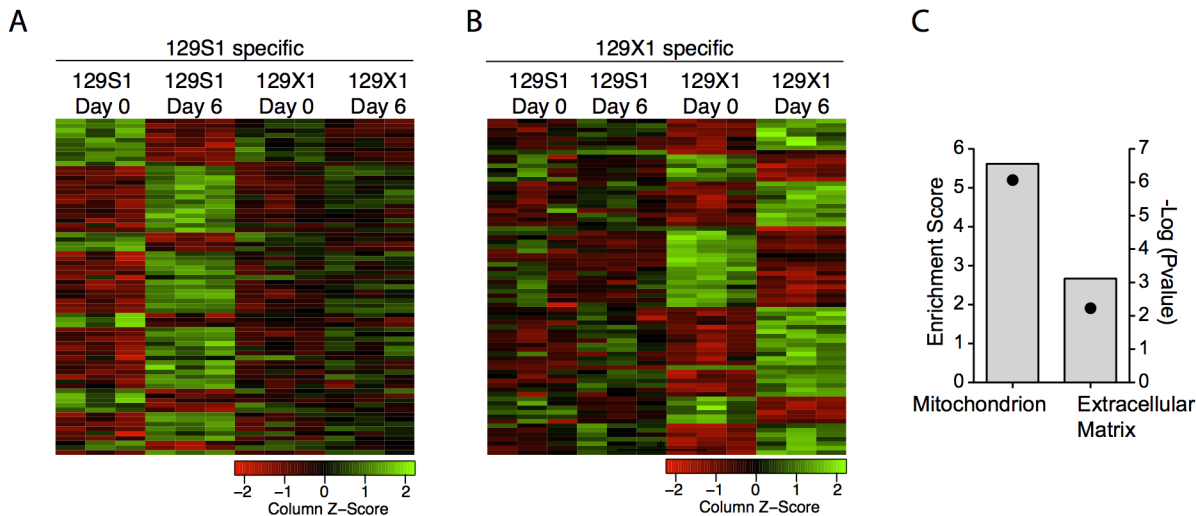 A
129S1 specific
129S1 129S1 129X1 129X1
Day 0 Day 6 Day 0 Day 6
−2 −1 0 1 2
Column Z−Score
B
129X1 specific
129S1 129S1 129X1 129X1
Day 0 Day 6 Day 0 Day 6
*
−2 −1 0 1 2
Column Z−Score
C
Enrichment Score
6
5
4
3
2
1
0
7
6
5
4
3
2
1
0
-Log (Pvalue)
Mitochondrion Extracellular
Matrix